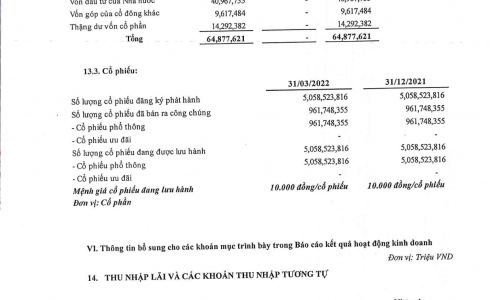 Vốn đầu tư của Nhà nước 40,967,755
Vốn góp của cổ đông khác 9,617,484 - 9,617,484
Thặng dư vốn cổ phần 14,292,382 - 14,292,382
Tổng 64,877,621 - 64,877,621
13.3. Cổ phiếu:
31/03/2022 31/12/2021
Số lượng cổ phiếu đăng ký phát hành 5,058,523,816 5,058,523,816
Số lượng cổ phiếu đã bán ra công chúng 961,748,355 961,748,355
- Cổ phiếu phổ thông 961,748,355 961,748,355
- Cổ phiếu ưu đãi - -
Số lượng cổ phiếu đang được lưu hành 5,058,523,816 5,058,523,816
- Cổ phiếu phổ thông 5,058,523,816 5,058,523,816
- Cổ phiếu ưu đãi - -
Mệnh giá cổ phiếu đang lưu hành 10.000 đồng/cổ phiếu 10.000 đồng/cổ phiếu
Đơn vị: Cổ phần
VI. Thông tin bổ sung cho các khoản mục trình bày trong Báo cáo kết quả hoạt động kinh doanh
Đơn vị: Triệu VND
14. THU NHẬP LÃI VÀ CÁC KHOẢN THU NHẬP TƯƠNG TỰ